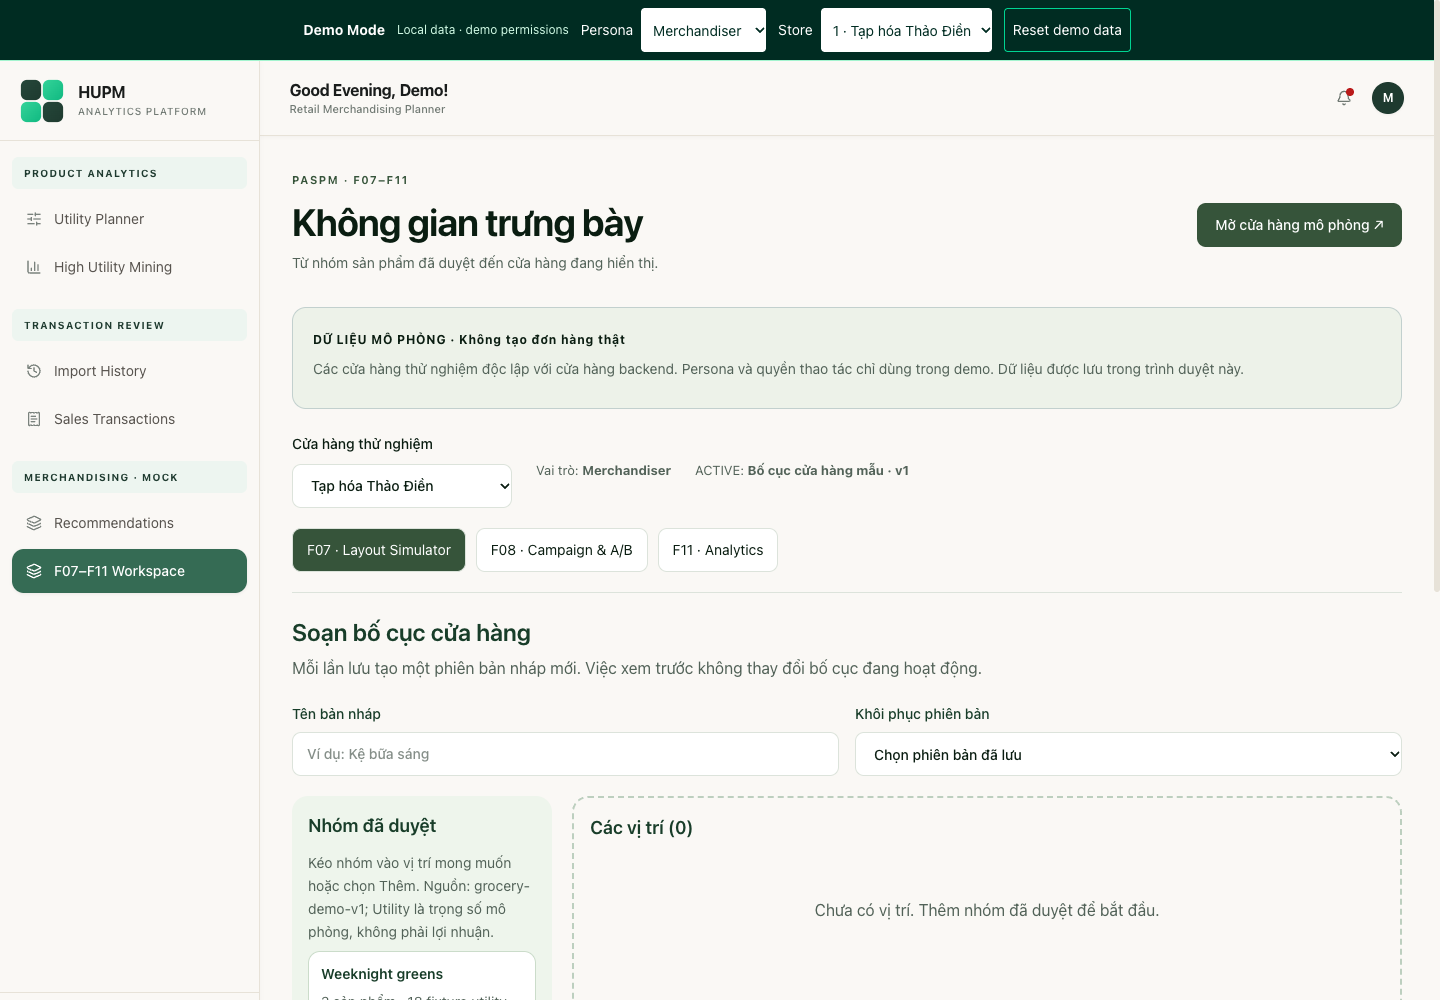 Demo Mode Local data · demo permissions Persona Merchandiser Store 1 · Tạp hóa Thảo Điền Reset demo data
HUPM
ANALYTICS PLATFORM
Good Evening, Demo!
Retail Merchandising Planner
M
PRODUCT ANALYTICS
Utility Planner
High Utility Mining
TRANSACTION REVIEW
Import History
Sales Transactions
MERCHANDISING · MOCK
Recommendations
F07–F11 Workspace
PASPM · F07–F11
Không gian trưng bày
Từ nhóm sản phẩm đã duyệt đến cửa hàng đang hiển thị.
Mở cửa hàng mô phỏng ↗
DỮ LIỆU MÔ PHỎNG · Không tạo đơn hàng thật
Các cửa hàng thử nghiệm độc lập với cửa hàng backend. Persona và quyền thao tác chỉ dùng trong demo. Dữ liệu được lưu trong trình duyệt này.
Cửa hàng thử nghiệm
Tạp hóa Thảo Điền
Vai trò: Merchandiser ACTIVE: Bố cục cửa hàng mẫu · v1
F07 · Layout Simulator F08 · Campaign & A/B F11 · Analytics
Soạn bố cục cửa hàng
Mỗi lần lưu tạo một phiên bản nháp mới. Việc xem trước không thay đổi bố cục đang hoạt động.
Tên bản nháp
Ví dụ: Kệ bữa sáng
Khôi phục phiên bản
Chọn phiên bản đã lưu
Nhóm đã duyệt
Kéo nhóm vào vị trí mong muốn
hoặc chọn Thêm. Nguồn: grocery-
demo-v1; Utility là trọng số mô
phỏng, không phải lợi nhuận.
Weeknight greens
Các vị trí (0)
Chưa có vị trí. Thêm nhóm đã duyệt để bắt đầu.